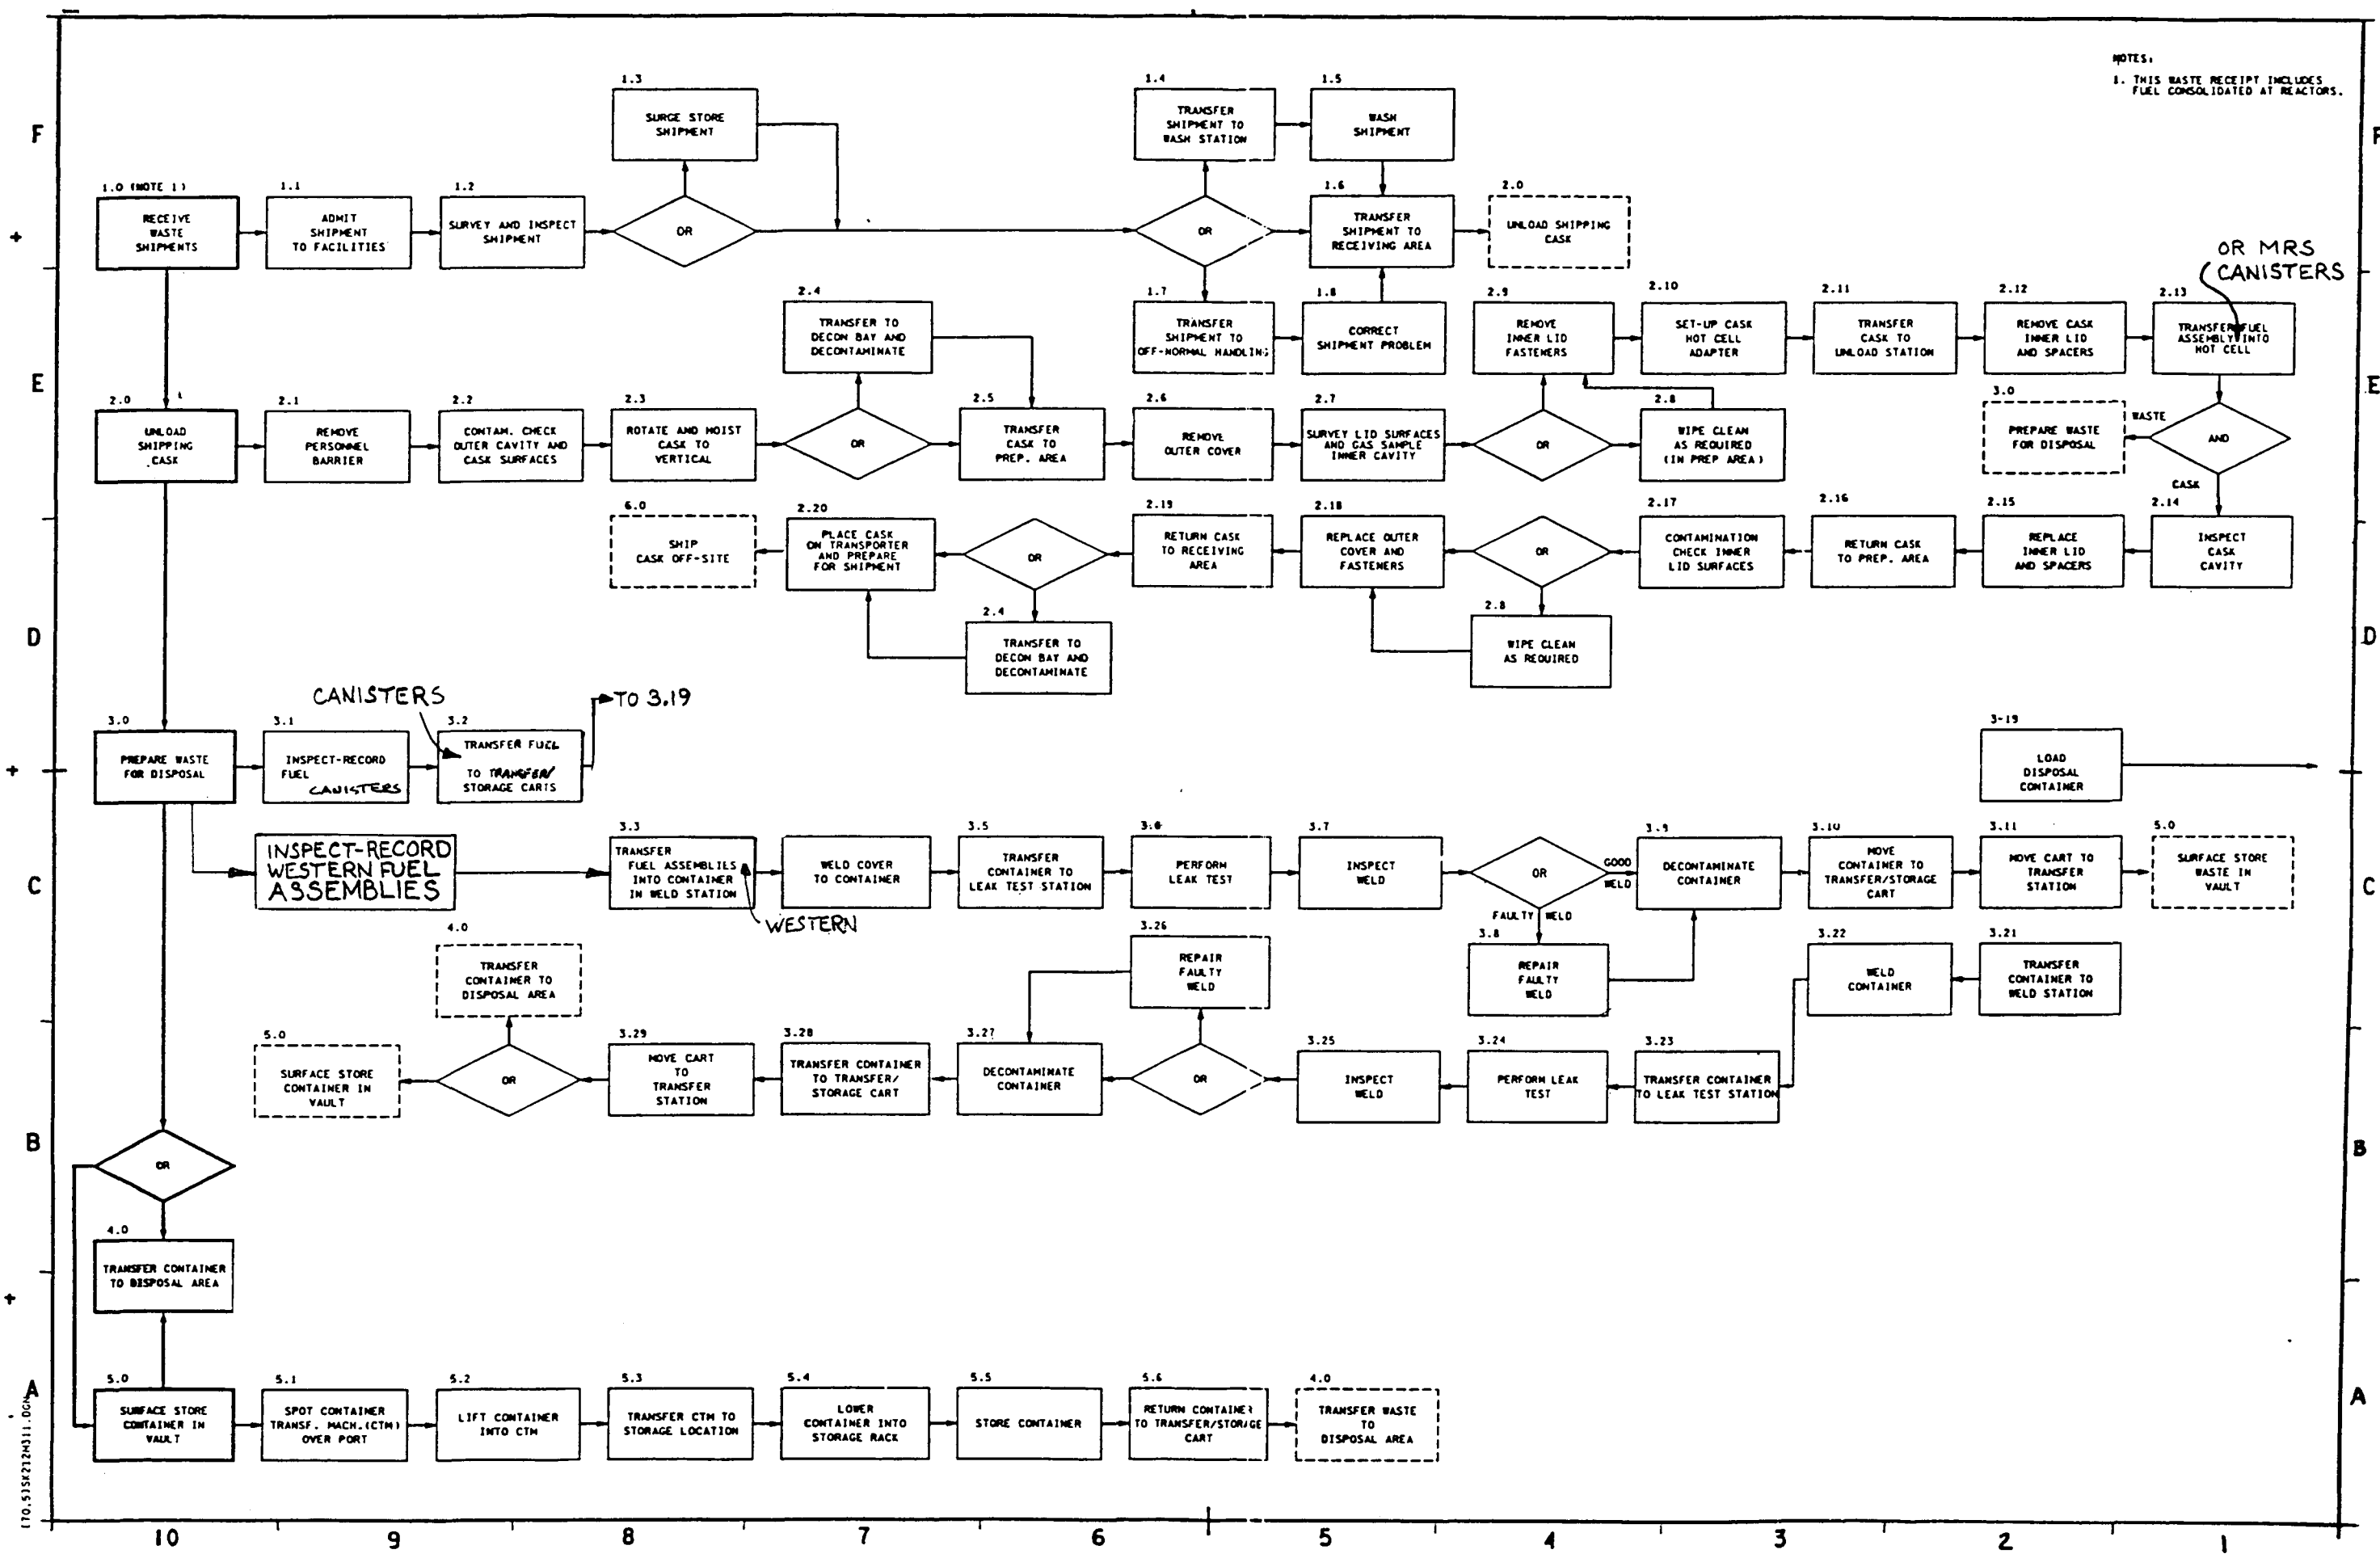 NOTES:
1. THIS WASTE RECEIPT INCLUDES
FUEL CONSOLIDATED AT REACTORS.
F
F
1.3
SURGE STORE
SHIPMENT
1.4
TRANSFER
SHIPMENT TO
WASH STATION
1.5
WASH
SHIPMENT
1.0 (NOTE 1)
RECEIVE
WASTE
SHIPMENTS
1.1
ADMIT
SHIPMENT
TO FACILITIES
1.2
SURVEY AND INSPECT
SHIPMENT
OR
OR
1.6
TRANSFER
SHIPMENT TO
RECEIVING AREA
2.0
UNLOAD SHIPPING
CASK
OR MRS
CANISTERS
1.7
TRANSFER
SHIPMENT TO
OFF-NORMAL HANDLING
1.8
CORRECT
SHIPMENT PROBLEM
2.4
TRANSFER TO
DECON BAY AND
DECONTAMINATE
2.9
REMOVE
INNER LID
FASTENERS
2.10
SET-UP CASK
HOT CELL
ADAPTER
2.11
TRANSFER
CASK TO
UNLOAD STATION
2.12
REMOVE CASK
INNER LID
AND SPACERS
2.13
TRANSFER FUEL
ASSEMBLY INTO
HOT CELL
E
E
2.0
UNLOAD
SHIPPING
CASK
2.1
REMOVE
PERSONNEL
BARRIER
2.2
CONTAM. CHECK
OUTER CAVITY AND
CASK SURFACES
2.3
ROTATE AND HOIST
CASK TO
VERTICAL
OR
2.5
TRANSFER
CASK TO
PREP. AREA
2.6
REMOVE
OUTER COVER
2.7
SURVEY LID SURFACES
AND GAS SAMPLE
INNER CAVITY
OR
2.8
WIPE CLEAN
AS REQUIRED
(IN PREP AREA)
3.0
PREPARE WASTE
FOR DISPOSAL
WASTE
AND
CASK
6.0
SHIP
CASK OFF-SITE
2.20
PLACE CASK
ON TRANSPORTER
AND PREPARE
FOR SHIPMENT
OR
2.19
RETURN CASK
TO RECEIVING
AREA
2.18
REPLACE OUTER
COVER AND
FASTENERS
OR
2.17
CONTAMINATION
CHECK INNER
LID SURFACES
2.16
RETURN CASK
TO PREP. AREA
2.15
REPLACE
INNER LID
AND SPACERS
2.14
INSPECT
CASK
CAVITY
D
D
2.4
TRANSFER TO
DECON BAY AND
DECONTAMINATE
2.8
WIPE CLEAN
AS REQUIRED
CANISTERS
TO 3.19
3.0
PREPARE WASTE
FOR DISPOSAL
3.1
INSPECT-RECORD
FUEL
CANISTERS
3.2
TRANSFER FUEL
TO TRANSFER/
STORAGE CARTS
3-19
LOAD
DISPOSAL
CONTAINER
C
C
INSPECT-RECORD
WESTERN FUEL
ASSEMBLIES
3.3
TRANSFER
FUEL ASSEMBLIES
INTO CONTAINER
IN WELD STATION
WESTERN
WELD COVER
TO CONTAINER
3.5
TRANSFER
CONTAINER TO
LEAK TEST STATION
3.6
PERFORM
LEAK TEST
3.7
INSPECT
WELD
OR
GOOD
WELD
FAULTY WELD
3.9
DECONTAMINATE
CONTAINER
3.10
MOVE
CONTAINER TO
TRANSFER/STORAGE
CART
3.11
MOVE CART TO
TRANSFER
STATION
5.0
SURFACE STORE
WASTE IN
VAULT
4.0
TRANSFER
CONTAINER TO
DISPOSAL AREA
3.26
REPAIR
FAULTY
WELD
3.8
REPAIR
FAULTY
WELD
3.22
WELD
CONTAINER
3.21
TRANSFER
CONTAINER TO
WELD STATION
5.0
SURFACE STORE
CONTAINER IN
VAULT
OR
3.29
MOVE CART
TO
TRANSFER
STATION
3.28
TRANSFER CONTAINER
TO TRANSFER/
STORAGE CART
3.27
DECONTAMINATE
CONTAINER
OR
3.25
INSPECT
WELD
3.24
PERFORM LEAK
TEST
3.23
TRANSFER CONTAINER
TO LEAK TEST STATION
B
B
OR
4.0
TRANSFER CONTAINER
TO DISPOSAL AREA
A
A
5.0
SURFACE STORE
CONTAINER IN
VAULT
5.1
SPOT CONTAINER
TRANSF. MACH.(CTM)
OVER PORT
5.2
LIFT CONTAINER
INTO CTM
5.3
TRANSFER CTM TO
STORAGE LOCATION
5.4
LOWER
CONTAINER INTO
STORAGE RACK
5.5
STORE CONTAINER
5.6
RETURN CONTAINER
TO TRANSFER/STORAGE
CART
4.0
TRANSFER WASTE
TO
DISPOSAL AREA
10
9
8
7
6
5
4
3
2
1